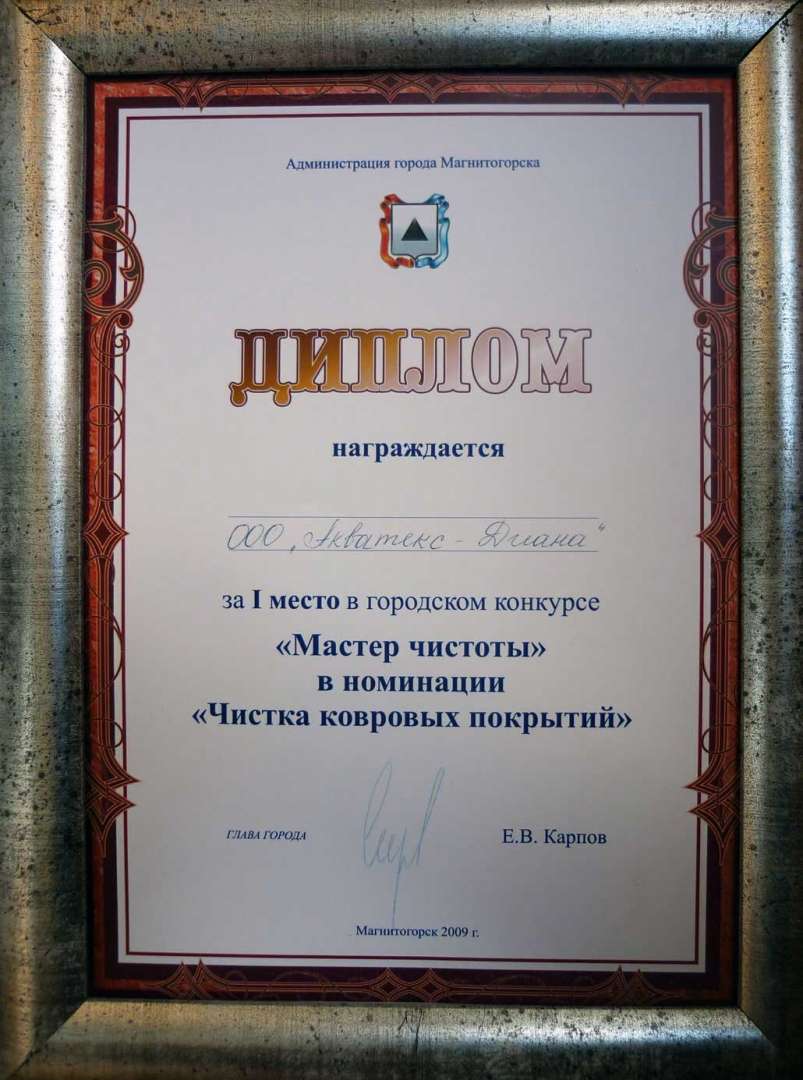 Администрация города Магнитогорска
ДИПЛОМ
награждается
ООО „Акватекс - Диана“
за I место в городском конкурсе
«Мастер чистоты»
в номинации
«Чистка ковровых покрытий»
ГЛАВА ГОРОДА
Е.В. Карпов
Магнитогорск 2009 г.